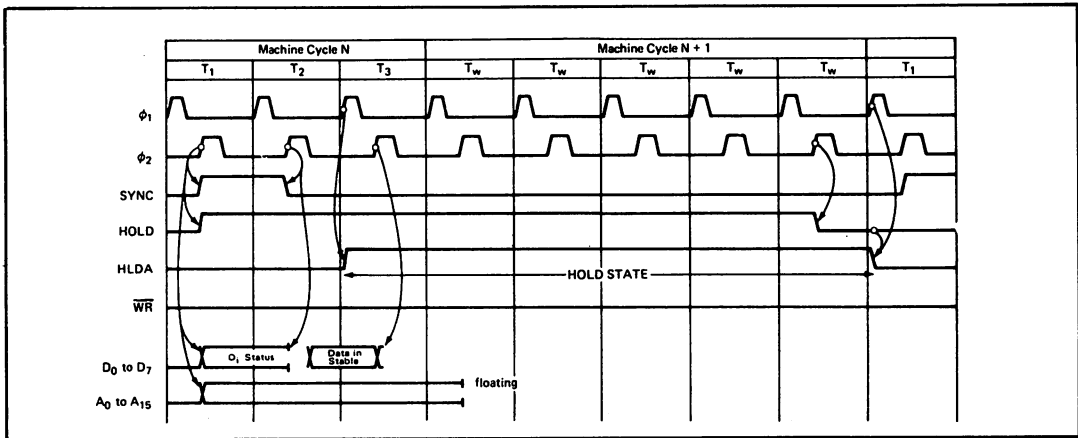 Machine Cycle N Machine Cycle N + 1
T1 T2 T3 Tw Tw Tw Tw Tw T1
ϕ1
ϕ2
SYNC
HOLD
HLDA
HOLD STATE
WR
D0 to D7
D, Status
Data in
Stable
A0 to A15
floating